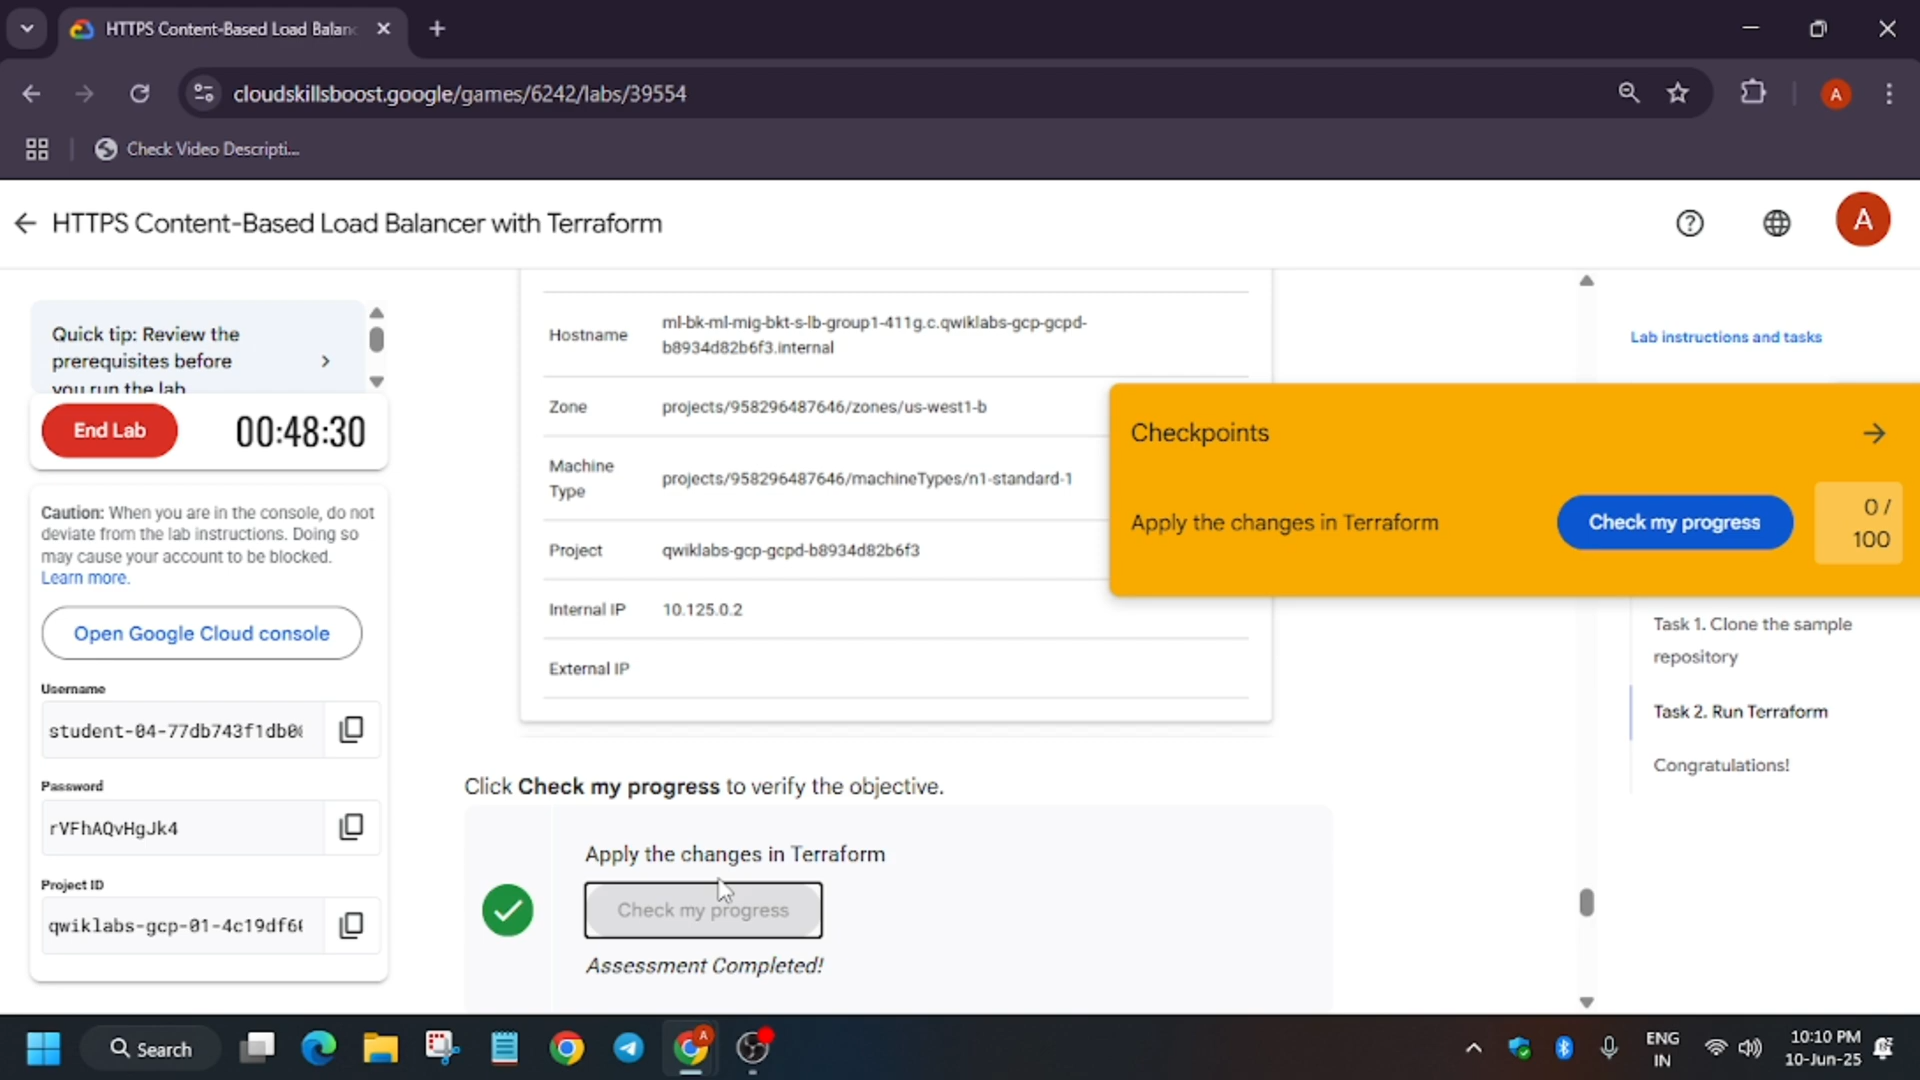 HTTPS Content-Based Load Balanc
cloudskillsboost.google/games/6242/labs/39554
A
Check Video Descripti...
HTTPS Content-Based Load Balancer with Terraform
A
Quick tip: Review the
prerequisites before
you run the lab
End Lab
00:48:30
Caution: When you are in the console, do not
deviate from the lab instructions. Doing so
may cause your account to be blocked.
Learn more.
Open Google Cloud console
Username
student-04-77db743f1db00
Password
rVFhAQvHgJk4
Project ID
qwiklabs-gcp-01-4c19df60
Hostname
ml-bk-ml-mig-bkt-s-lb-group1-411g.c.qwiklabs-gcp-gcpd-
b8934d82b6f3.internal
Zone
projects/958296487646/zones/us-west1-b
Machine
Type
projects/958296487646/machineTypes/n1-standard-1
Project
qwiklabs-gcp-gcpd-b8934d82b6f3
Internal IP
10.125.0.2
External IP
Click Check my progress to verify the objective.
Apply the changes in Terraform
Check my progress
Assessment Completed!
Lab instructions and tasks
Checkpoints
Apply the changes in Terraform
Check my progress
0 /
100
Task 1. Clone the sample
repository
Task 2. Run Terraform
Congratulations!
Search
A
ENG
IN
10:10 PM
10-Jun-25